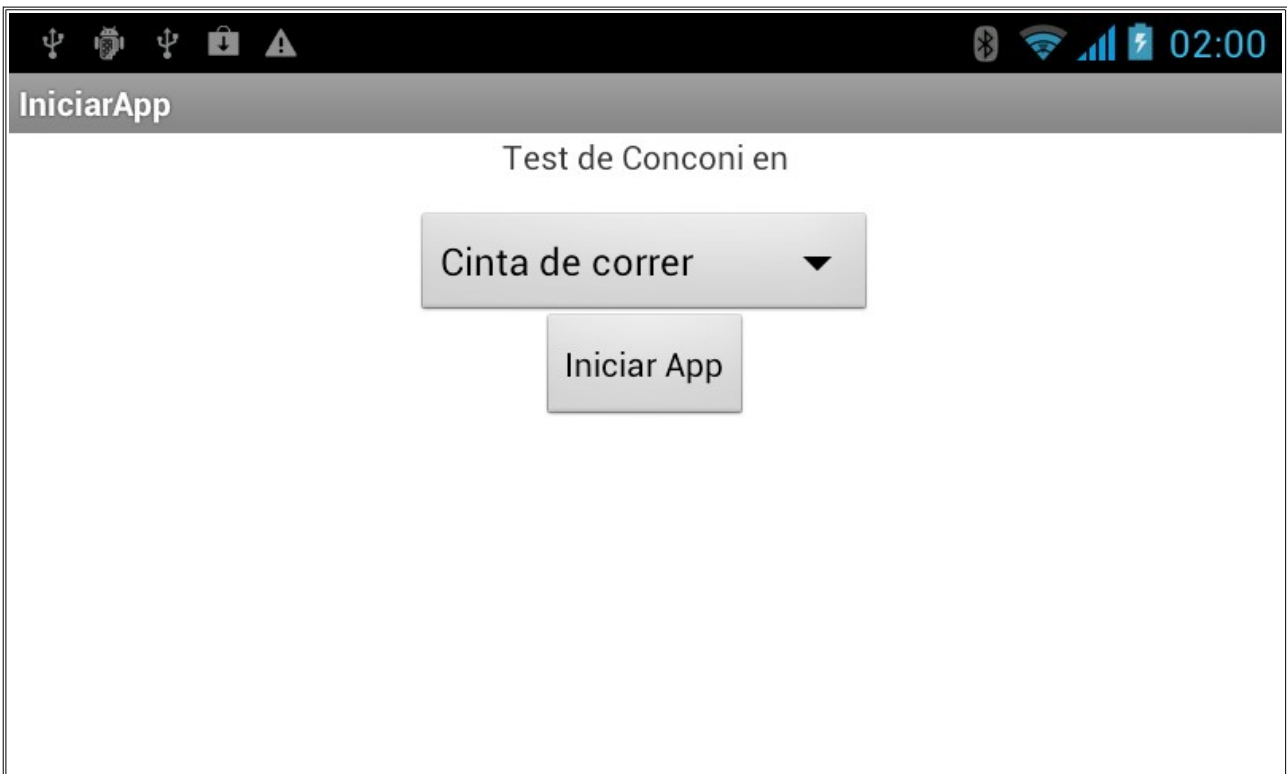 02:00
IniciarApp
Test de Conconi en
Cinta de correr
Iniciar App